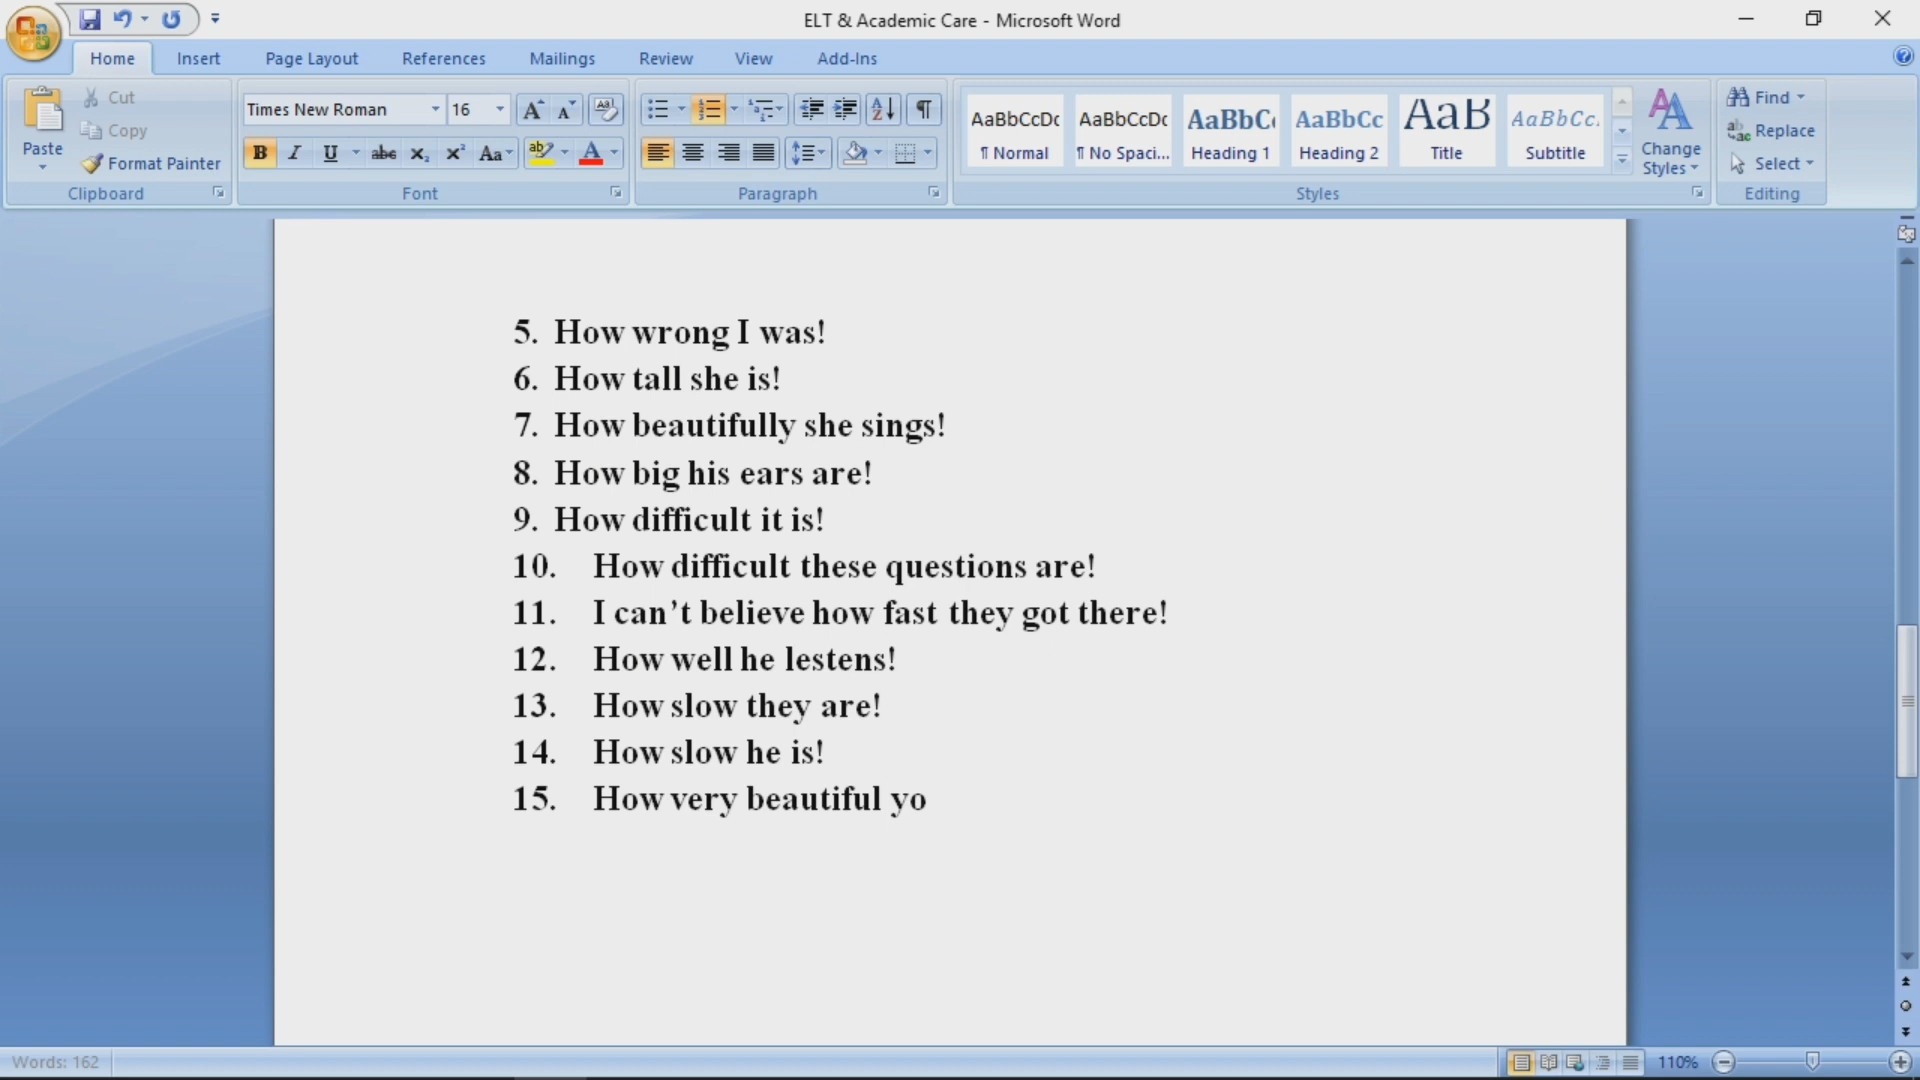 ELT & Academic Care - Microsoft Word
Home Insert Page Layout References Mailings Review View Add-Ins
Paste
Cut
Copy
Format Painter
Clipboard
Times New Roman 16
B I U abc X₂ X² Aa
Font
Paragraph
AaBbCcDc AaBbCcDc AaBbC AaBbCc AaB AaBbCc.
¶ Normal ¶ No Spaci... Heading 1 Heading 2 Title Subtitle
Styles
Change
Styles
Find
Replace
Select
Editing
5. How wrong I was!
6. How tall she is!
7. How beautifully she sings!
8. How big his ears are!
9. How difficult it is!
10. How difficult these questions are!
11. I can’t believe how fast they got there!
12. How well he lestens!
13. How slow they are!
14. How slow he is!
15. How very beautiful yo
Words: 162
110%